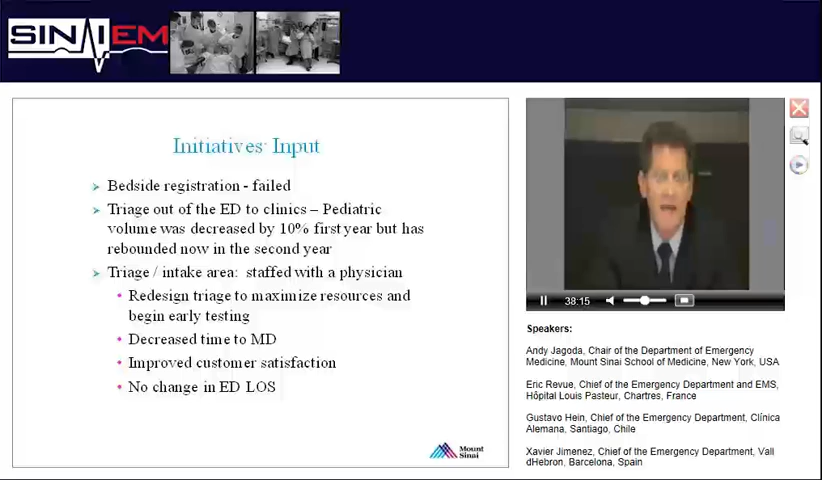 SINAIEM
Initiatives: Input
Bedside registration - failed
Triage out of the ED to clinics – Pediatric
volume was decreased by 10% first year but has
rebounded now in the second year
Triage / intake area: staffed with a physician
Redesign triage to maximize resources and
begin early testing
Decreased time to MD
Improved customer satisfaction
No change in ED LOS
Mount
Sinai
38:15
Speakers:
Andy Jagoda, Chair of the Department of Emergency
Medicine, Mount Sinai School of Medicine, New York, USA
Eric Revue, Chief of the Emergency Department and EMS,
Hôpital Louis Pasteur, Chartres, France
Gustavo Hein, Chief of the Emergency Department, Clínica
Alemana, Santiago, Chile
Xavier Jimenez, Chief of the Emergency Department, Vall
dHebron, Barcelona, Spain